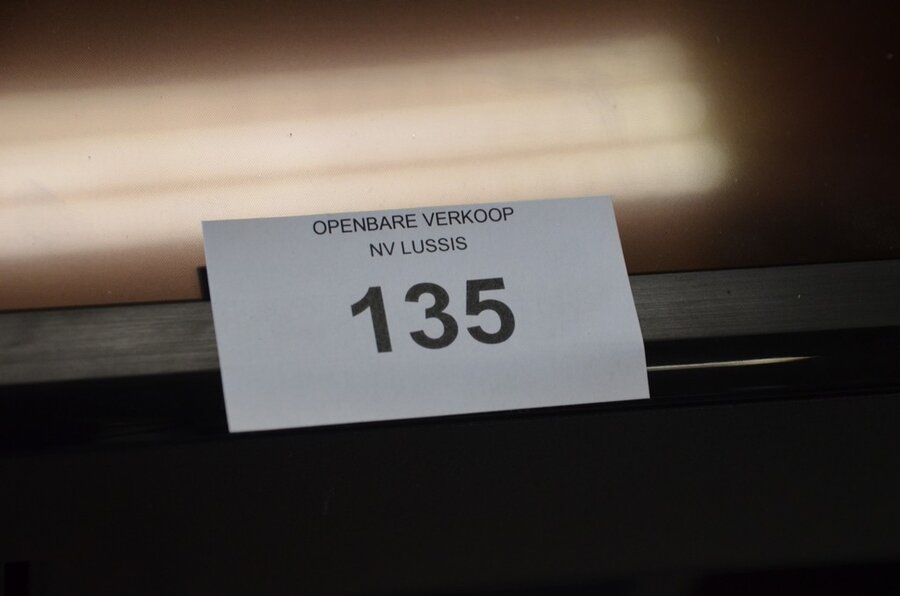 OPENBARE VERKOOP
NV LUSSIS
135